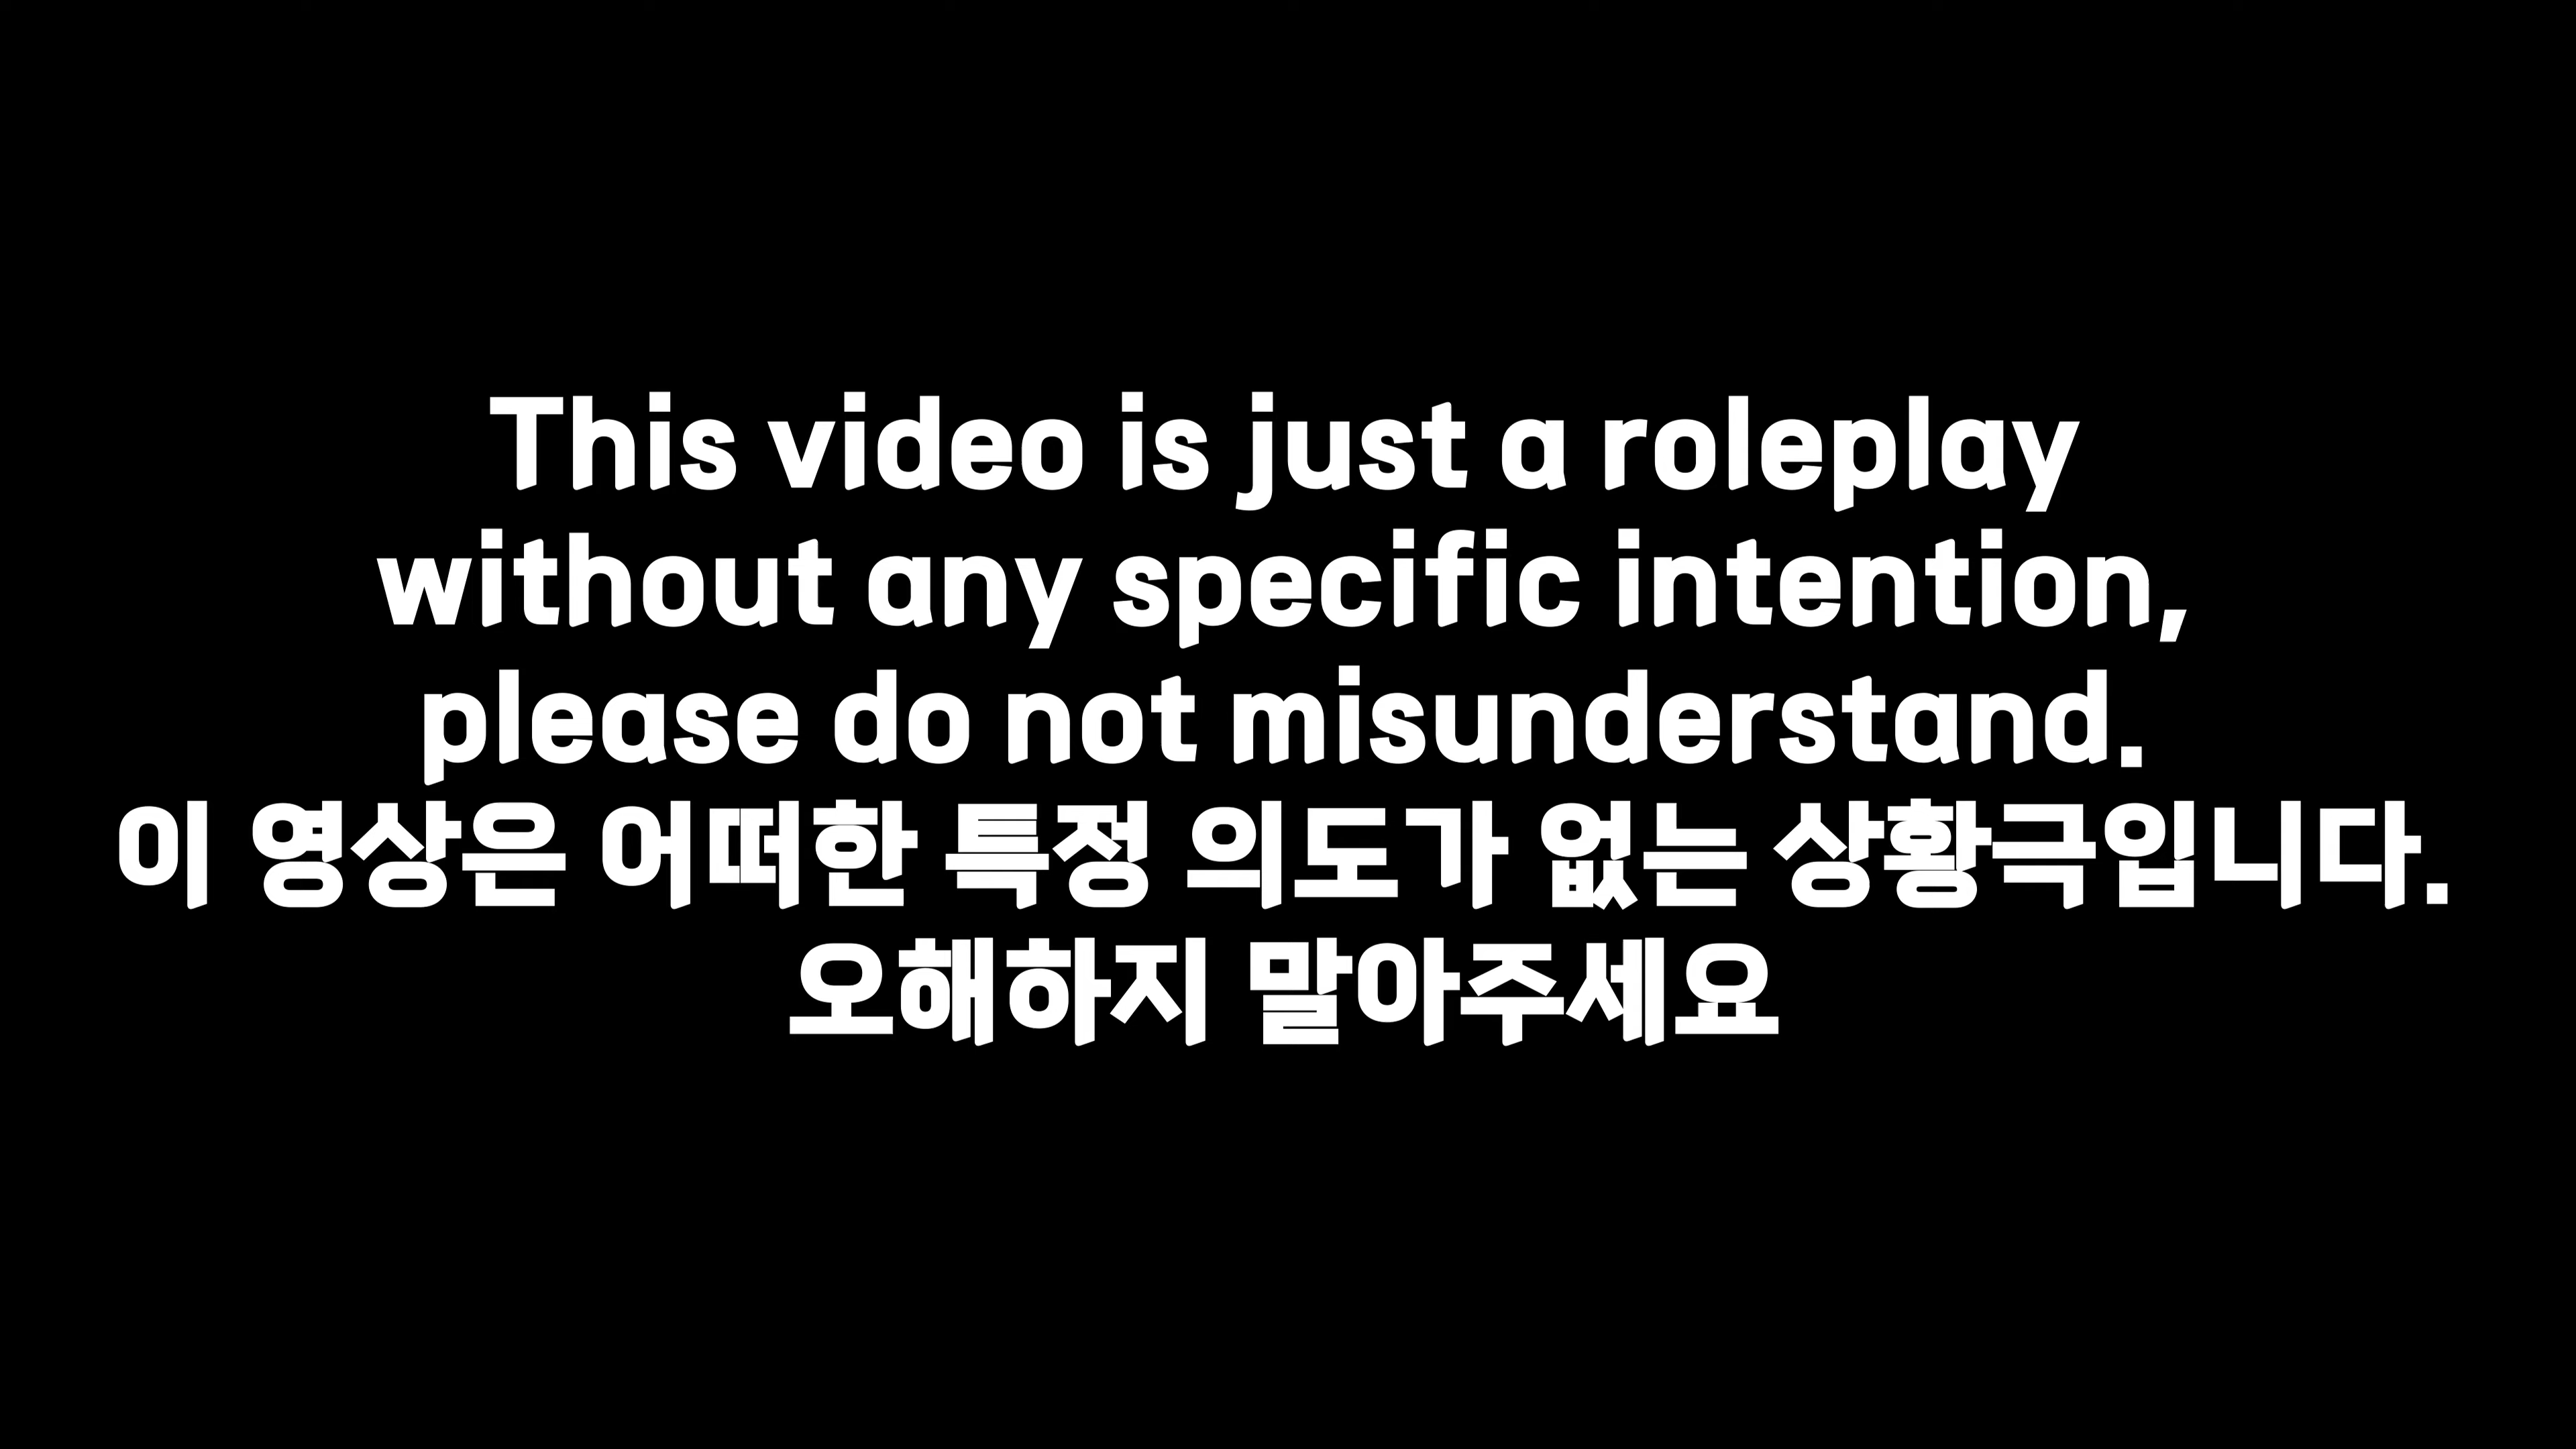 This video is just a roleplay
without any specific intention,
please do not misunderstand.
이 영상은 어떠한 특정 의도가 없는 상황극입니다.
오해하지 말아주세요